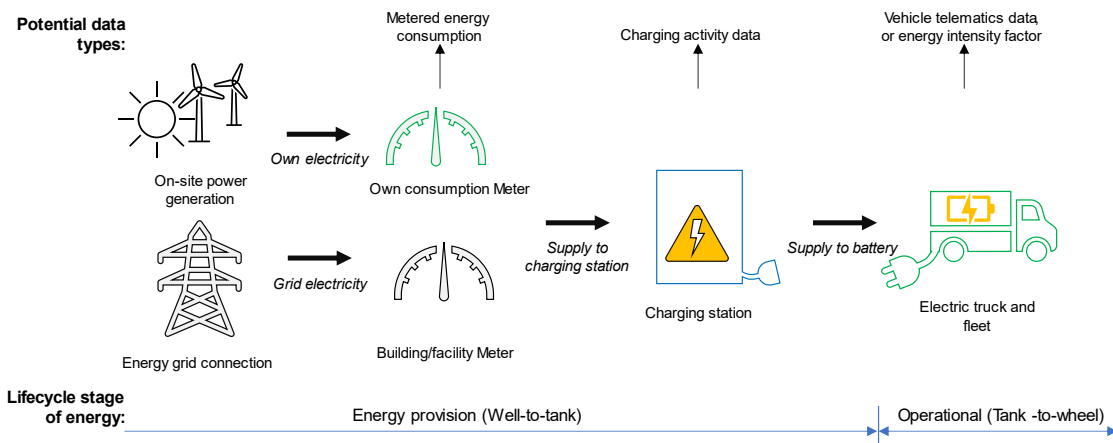 Potential data
types:
Metered energy
consumption
Charging activity data
Vehicle telematics data,
or energy intensity factor
Own electricity
On-site power
generation
Own consumption Meter
Supply to
charging station
Supply to battery
Grid electricity
Charging station
Electric truck and
fleet
Energy grid connection
Building/facility Meter
Lifecycle stage
of energy:
Energy provision (Well-to-tank)
Operational (Tank -to-wheel)